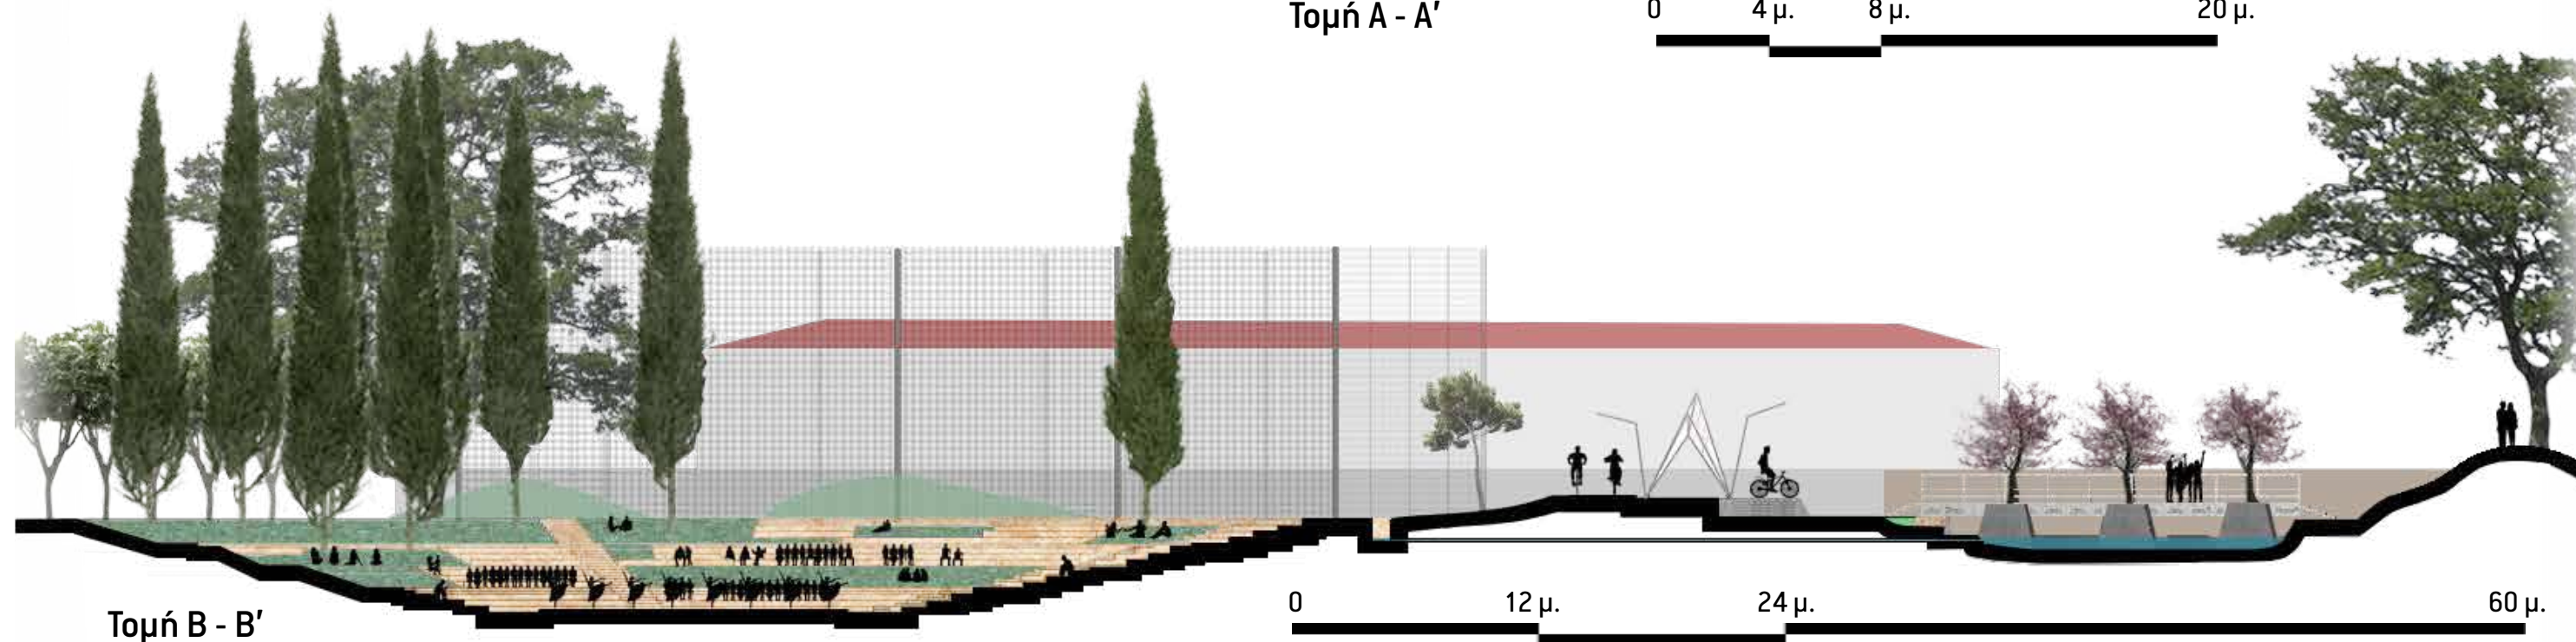 Τομή Α - Α'
0 4 μ. 8 μ. 20 μ.
0 12 μ. 24 μ. 60 μ.
Τομή Β - Β'